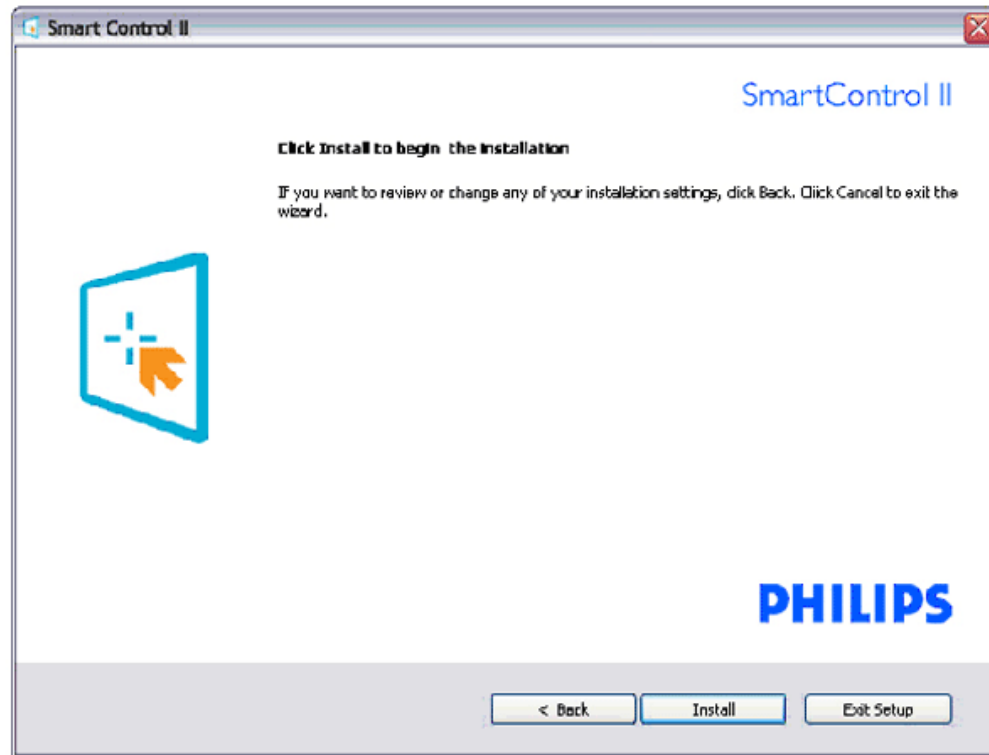 Smart Control II
SmartControl II
Click Install to begin the installation
If you want to review or change any of your installation settings, click Back. Click Cancel to exit the
wizard.
PHILIPS
< Back
Install
Exit Setup